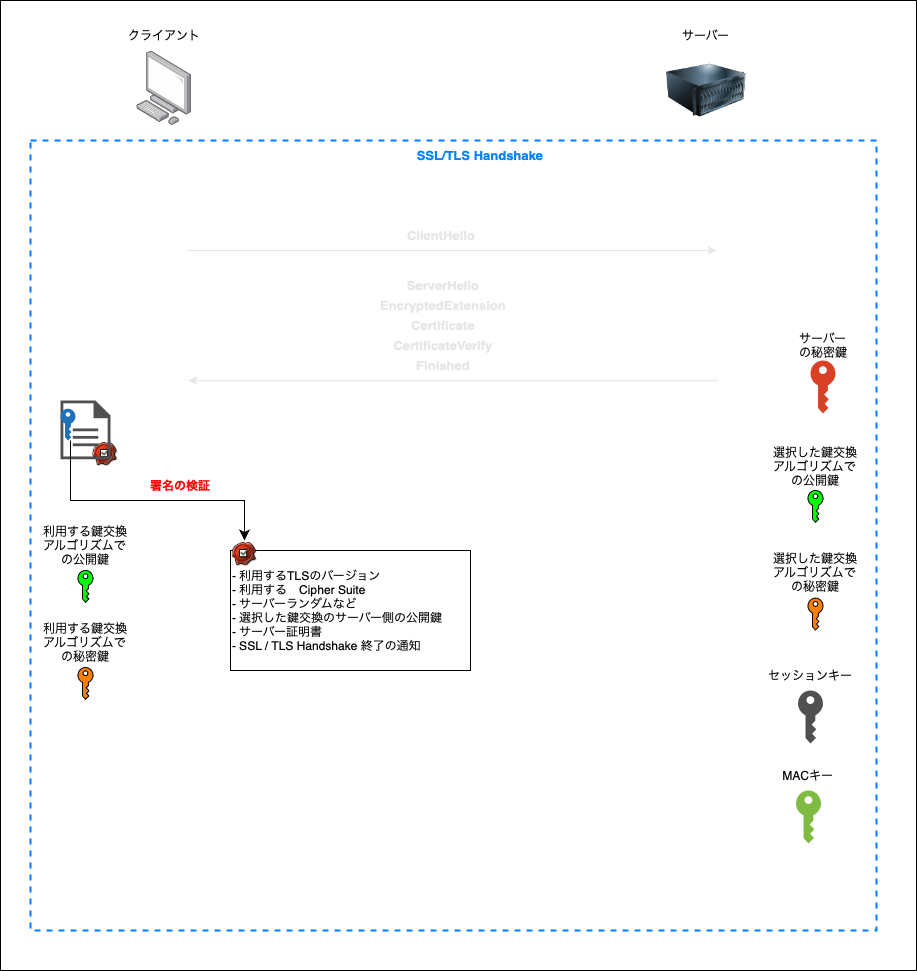 クライアント
サーバー
SSL/TLS Handshake
ClientHello
ServerHello
EncryptedExtension
Certificate
CertificateVerify
Finished
サーバー
の秘密鍵
選択した鍵交換
アルゴリズムで
の公開鍵
署名の検証
利用する鍵交換
アルゴリズムで
の公開鍵
選択した鍵交換
アルゴリズムで
の秘密鍵
- 利用するTLSのバージョン
- 利用する　Cipher Suite
- サーバーランダムなど
- 選択した鍵交換のサーバー側の公開鍵
- サーバー証明書
- SSL / TLS Handshake 終了の通知
利用する鍵交換
アルゴリズムで
の秘密鍵
セッションキー
MACキー